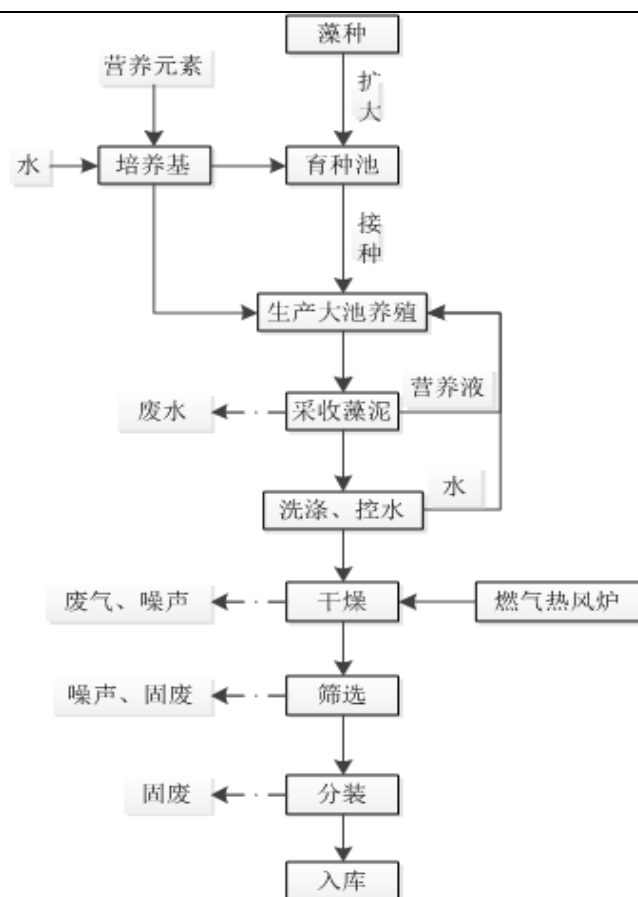 藻种
营养元素
扩
大
水
培养基
育种池
接
种
生产大池养殖
营养液
废水
采收藻泥
水
洗涤、控水
废气、噪声
干燥
燃气热风炉
噪声、固废
筛选
固废
分装
入库